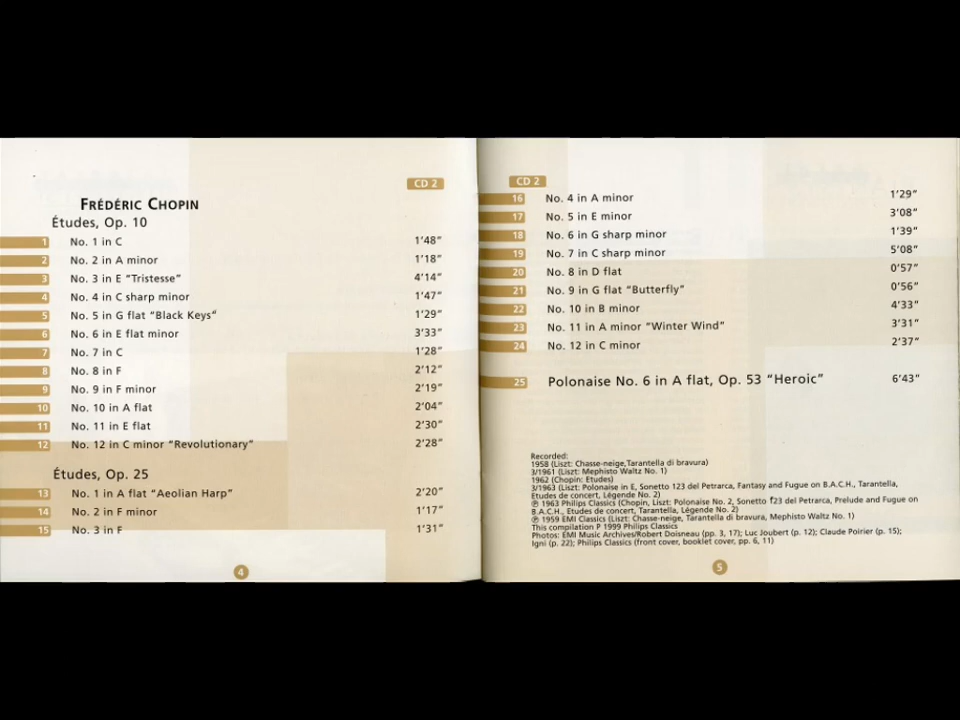 CD 2
FRÉDÉRIC CHOPIN
Études, Op. 10
1 No. 1 in C 1'48"
2 No. 2 in A minor 1'18"
3 No. 3 in E "Tristesse" 4'14"
4 No. 4 in C sharp minor 1'47"
5 No. 5 in G flat "Black Keys" 1'29"
6 No. 6 in E flat minor 3'33"
7 No. 7 in C 1'28"
8 No. 8 in F 2'12"
9 No. 9 in F minor 2'19"
10 No. 10 in A flat 2'04"
11 No. 11 in E flat 2'30"
12 No. 12 in C minor "Revolutionary" 2'28"
Études, Op. 25
13 No. 1 in A flat "Aeolian Harp" 2'20"
14 No. 2 in F minor 1'17"
15 No. 3 in F 1'31"
4
CD 2
16 No. 4 in A minor 1'29"
17 No. 5 in E minor 3'08"
18 No. 6 in G sharp minor 1'39"
19 No. 7 in C sharp minor 5'08"
20 No. 8 in D flat 0'57"
21 No. 9 in G flat "Butterfly" 0'56"
22 No. 10 in B minor 4'33"
23 No. 11 in A minor "Winter Wind" 3'31"
24 No. 12 in C minor 2'37"
25 Polonaise No. 6 in A flat, Op. 53 "Heroic" 6'43"
Recorded:
1958 (Liszt: Chasse-neige,Tarantella di bravura)
3/1961 (Liszt: Mephisto Waltz No. 1)
1962 (Chopin: Etudes)
3/1963 (Liszt: Polonaise in E, Sonetto 123 del Petrarca, Fantasy and Fugue on B.A.C.H., Tarantella,
Etudes de concert, Légende No. 2)
℗ 1963 Philips Classics (Chopin, Liszt: Polonaise No. 2, Sonetto 123 del Petrarca, Prelude and Fugue on
B.A.C.H., Etudes de concert, Tarantella, Légende No. 2)
℗ 1959 EMI Classics (Liszt: Chasse-neige, Tarantella di bravura, Mephisto Waltz No. 1)
This compilation P 1999 Philips Classics
Photos: EMI Music Archives/Robert Doisneau (pp. 3, 17); Luc Joubert (p. 12); Claude Poirier (p. 15);
Igni (p. 22); Philips Classics (front cover, booklet cover, pp. 6, 11)
5